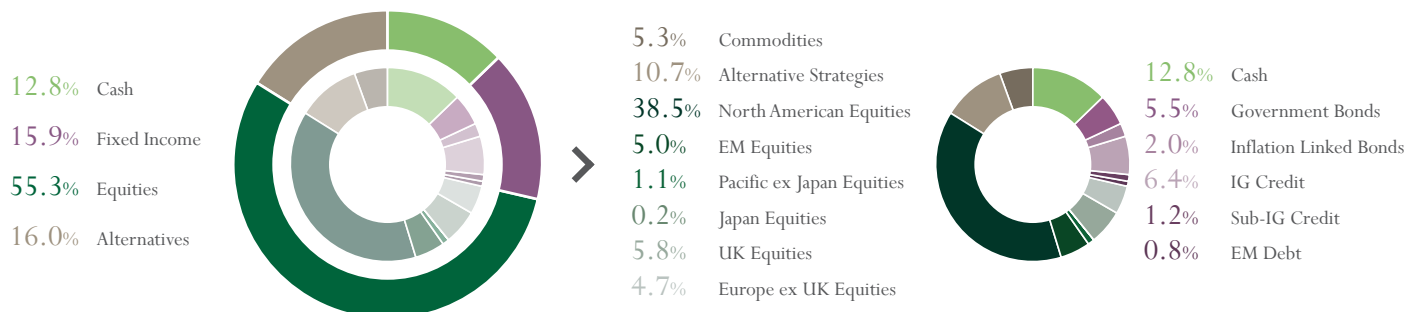 12.8% Cash
15.9% Fixed Income
55.3% Equities
16.0% Alternatives
5.3% Commodities
10.7% Alternative Strategies
38.5% North American Equities
5.0% EM Equities
1.1% Pacific ex Japan Equities
0.2% Japan Equities
5.8% UK Equities
4.7% Europe ex UK Equities
12.8% Cash
5.5% Government Bonds
2.0% Inflation Linked Bonds
6.4% IG Credit
1.2% Sub-IG Credit
0.8% EM Debt